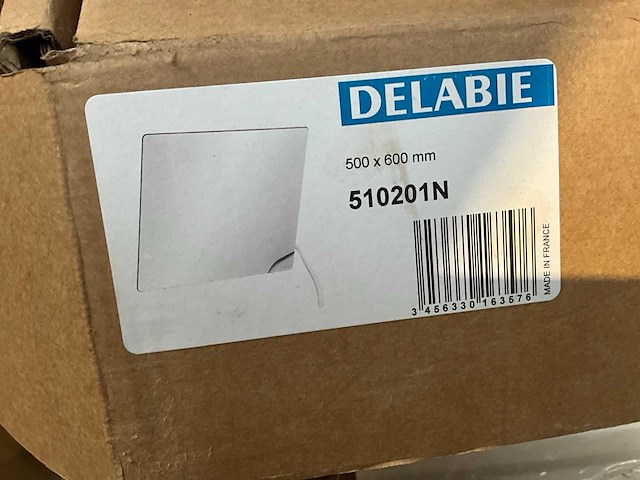 DELABIE
500 x 600 mm
510201N
3 456330 163576
MADE IN FRANCE